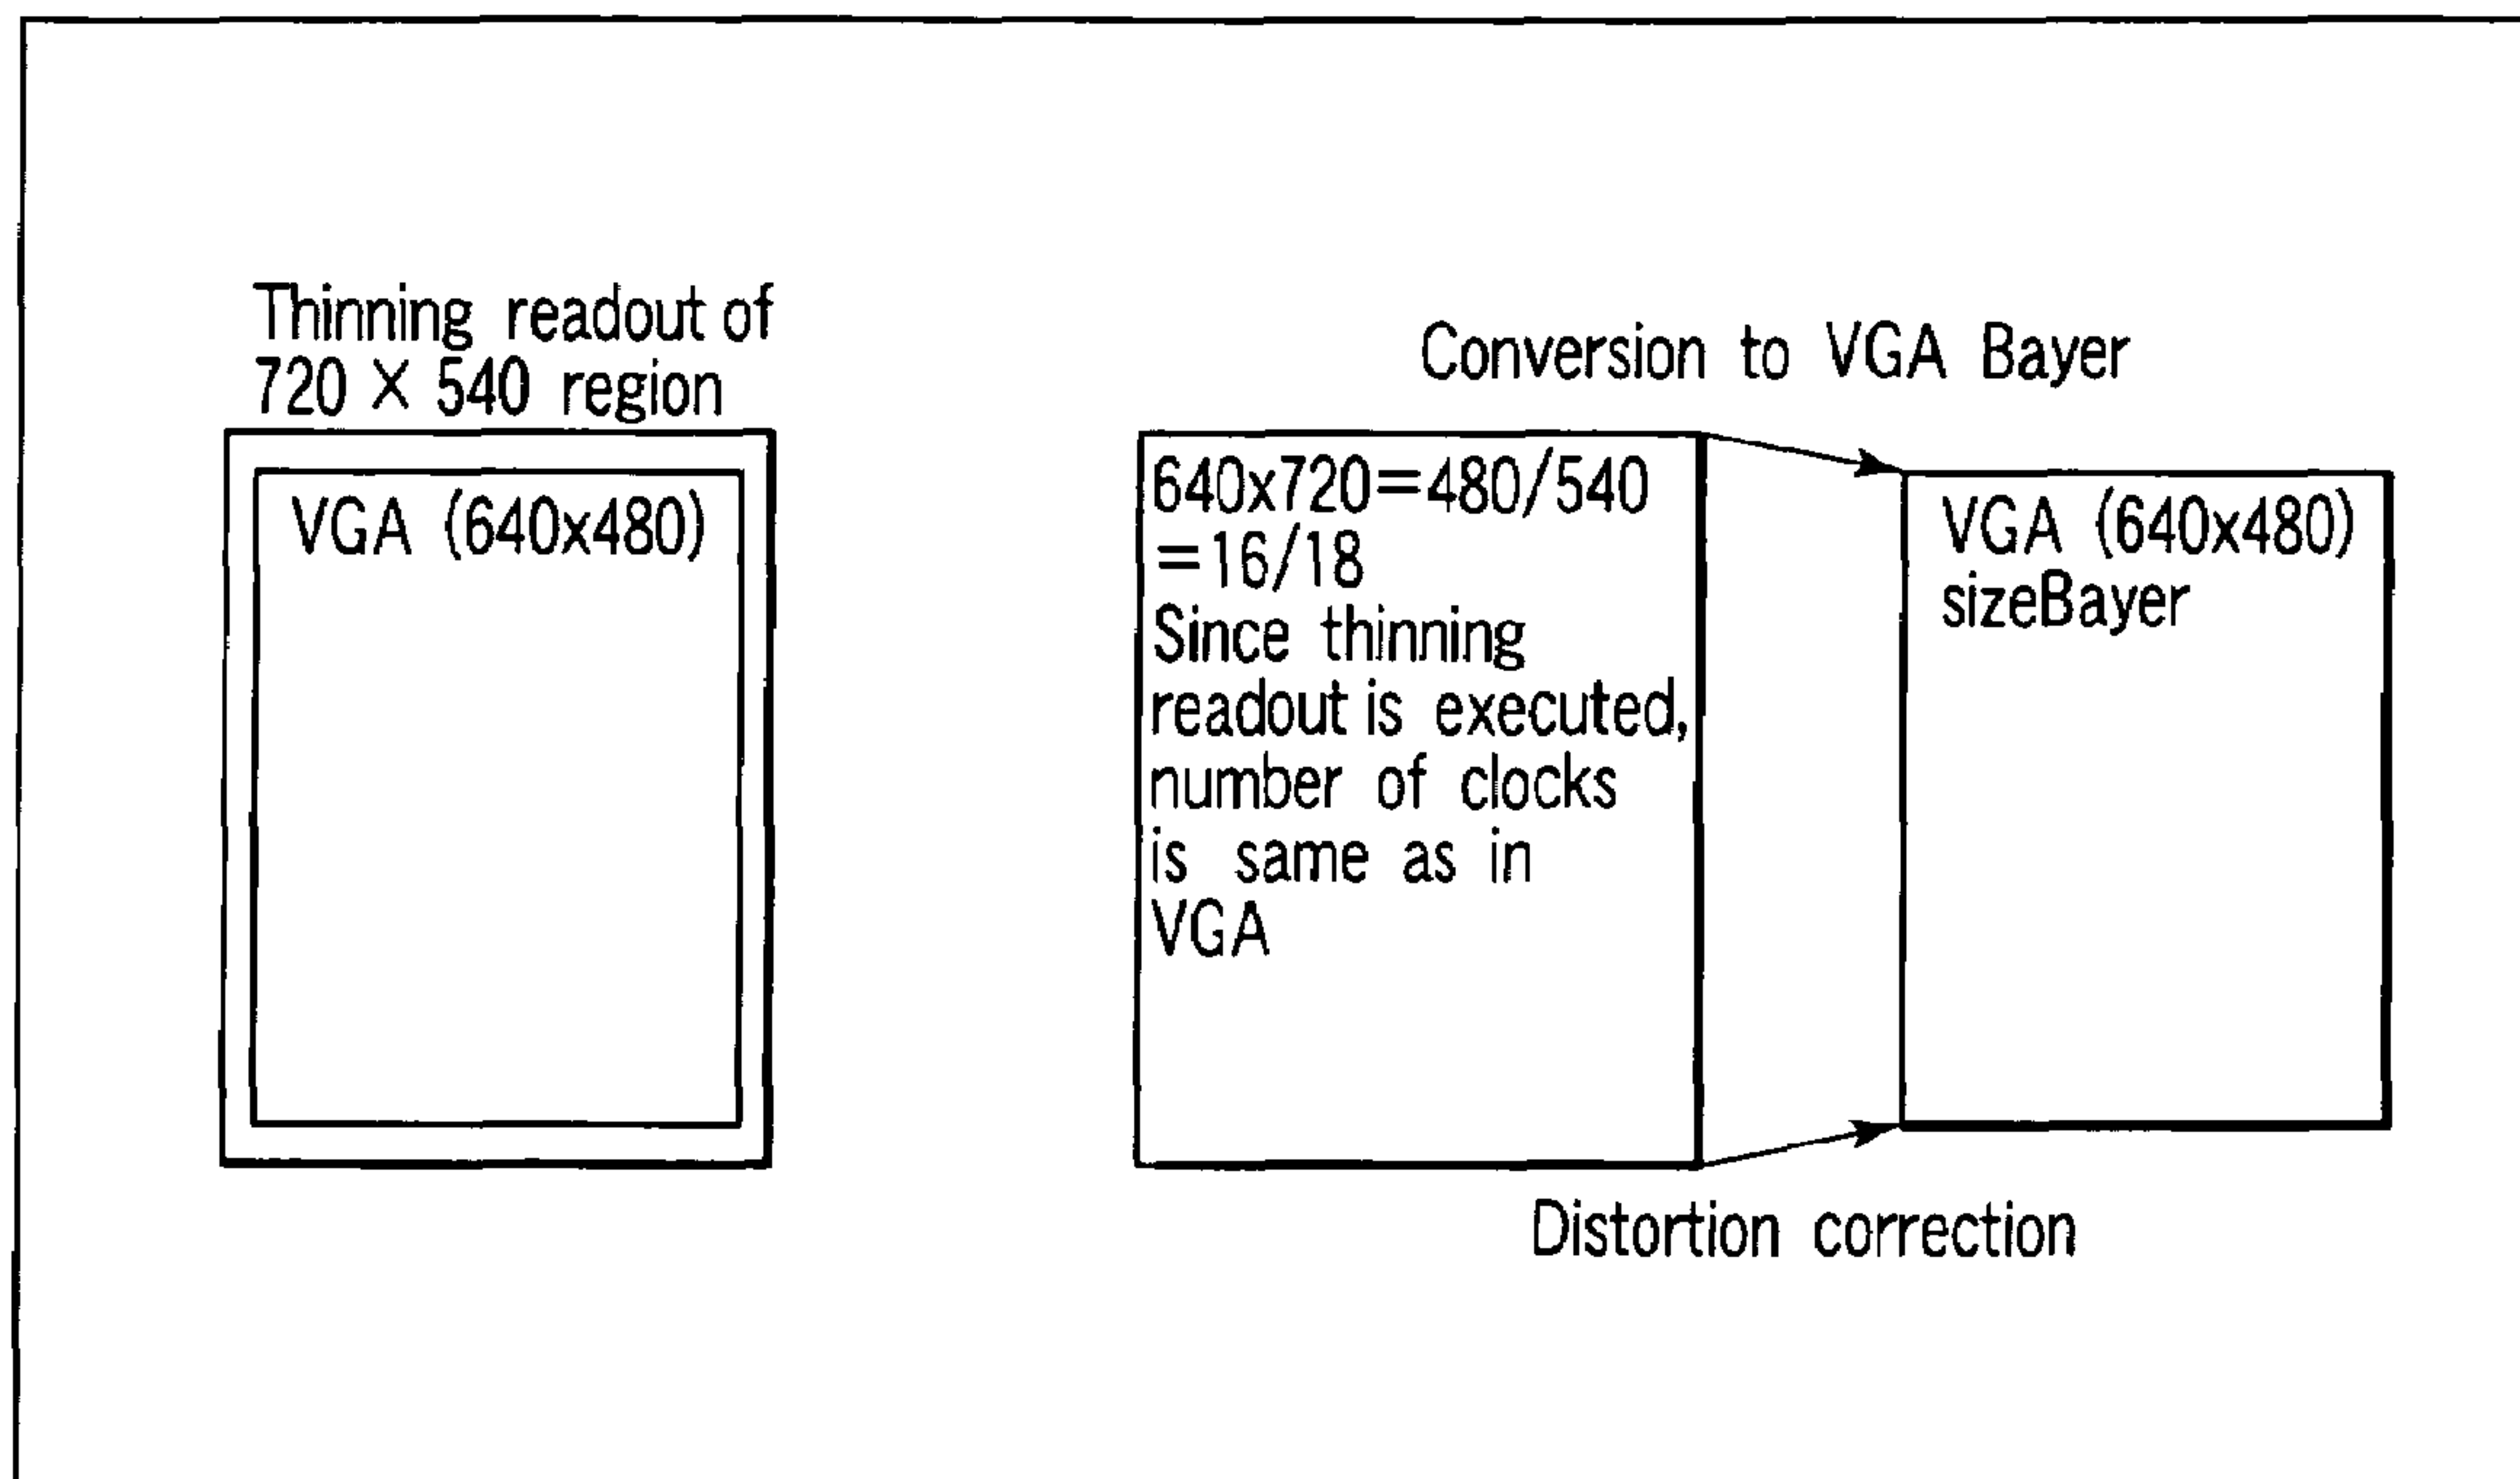 Thinning readout of
720 X 540 region
VGA (640x480)
Conversion to VGA Bayer
640x720=480/540
=16/18
Since thinning
readout is executed,
number of clocks
is same as in
VGA
VGA (640x480)
sizeBayer
Distortion correction